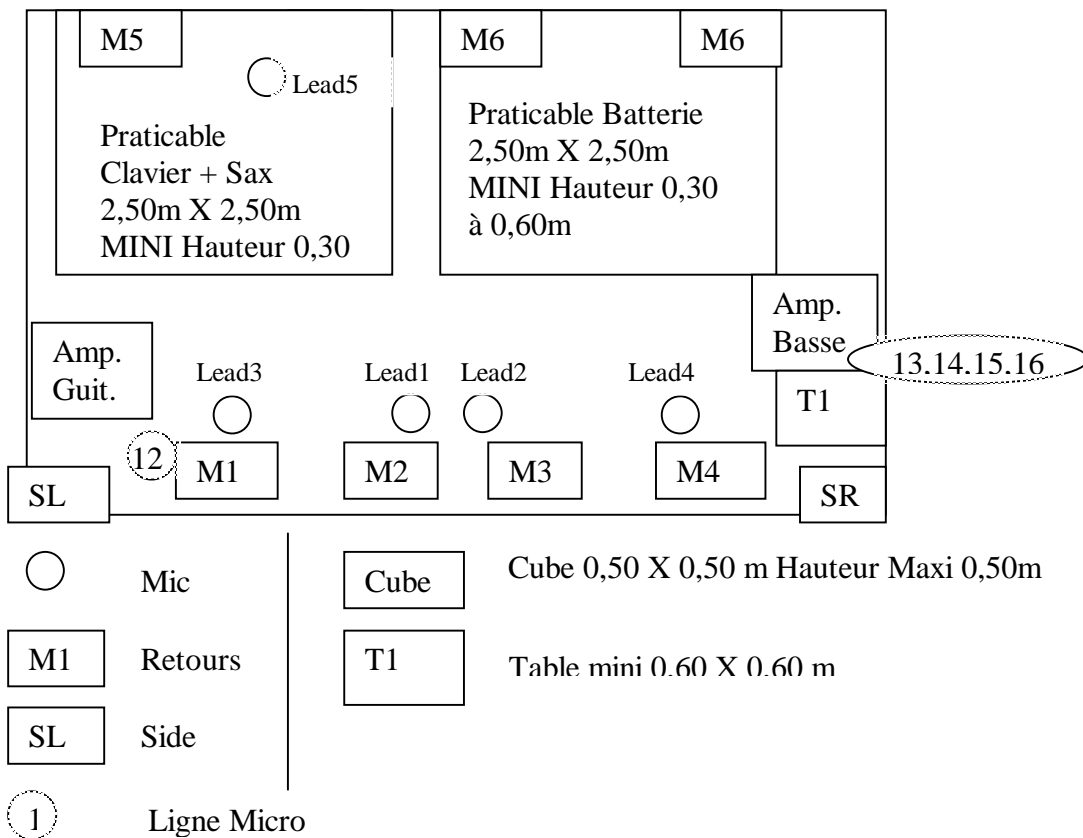 M5
M6
M6
Lead5
Praticable
Clavier + Sax
2,50m X 2,50m
MINI Hauteur 0,30
Praticable Batterie
2,50m X 2,50m
MINI Hauteur 0,30
à 0,60m
Amp.
Guit.
Amp.
Basse
13,14,15,16
T1
Lead3
Lead1
Lead2
Lead4
12
M1
M2
M3
M4
SL
SR
Mic
Cube
Cube 0,50 X 0,50 m Hauteur Maxi 0,50m
M1
Retours
T1
Table mini 0,60 X 0,60 m
SL
Side
1
Ligne Micro